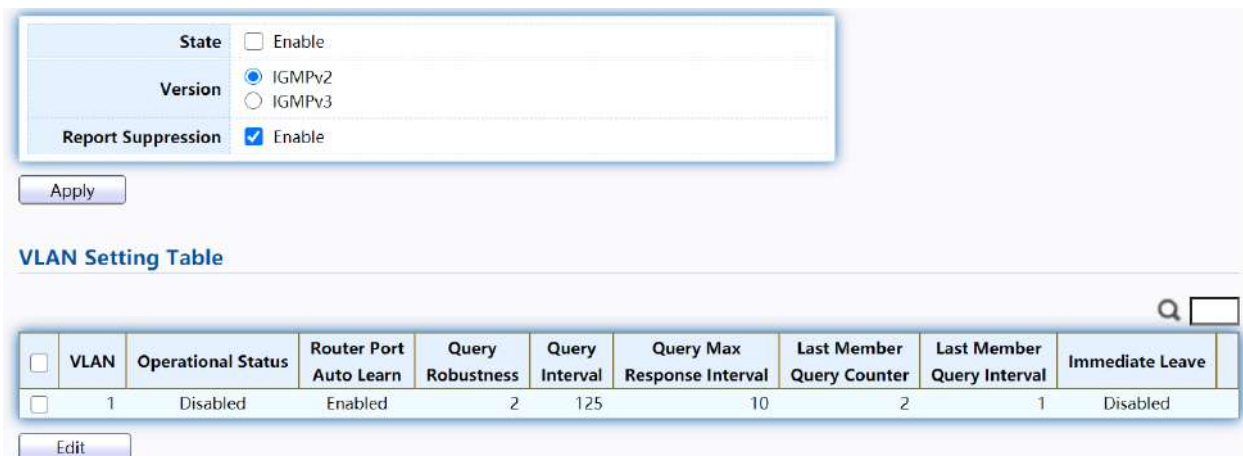 State Enable
Version IGMPv2
IGMPv3
Report Suppression Enable
Apply
VLAN Setting Table
VLAN Operational Status Router Port Auto Learn Query Robustness Query Interval Query Max Response Interval Last Member Query Counter Last Member Query Interval Immediate Leave
1 Disabled Enabled 2 125 10 2 1 Disabled
Edit